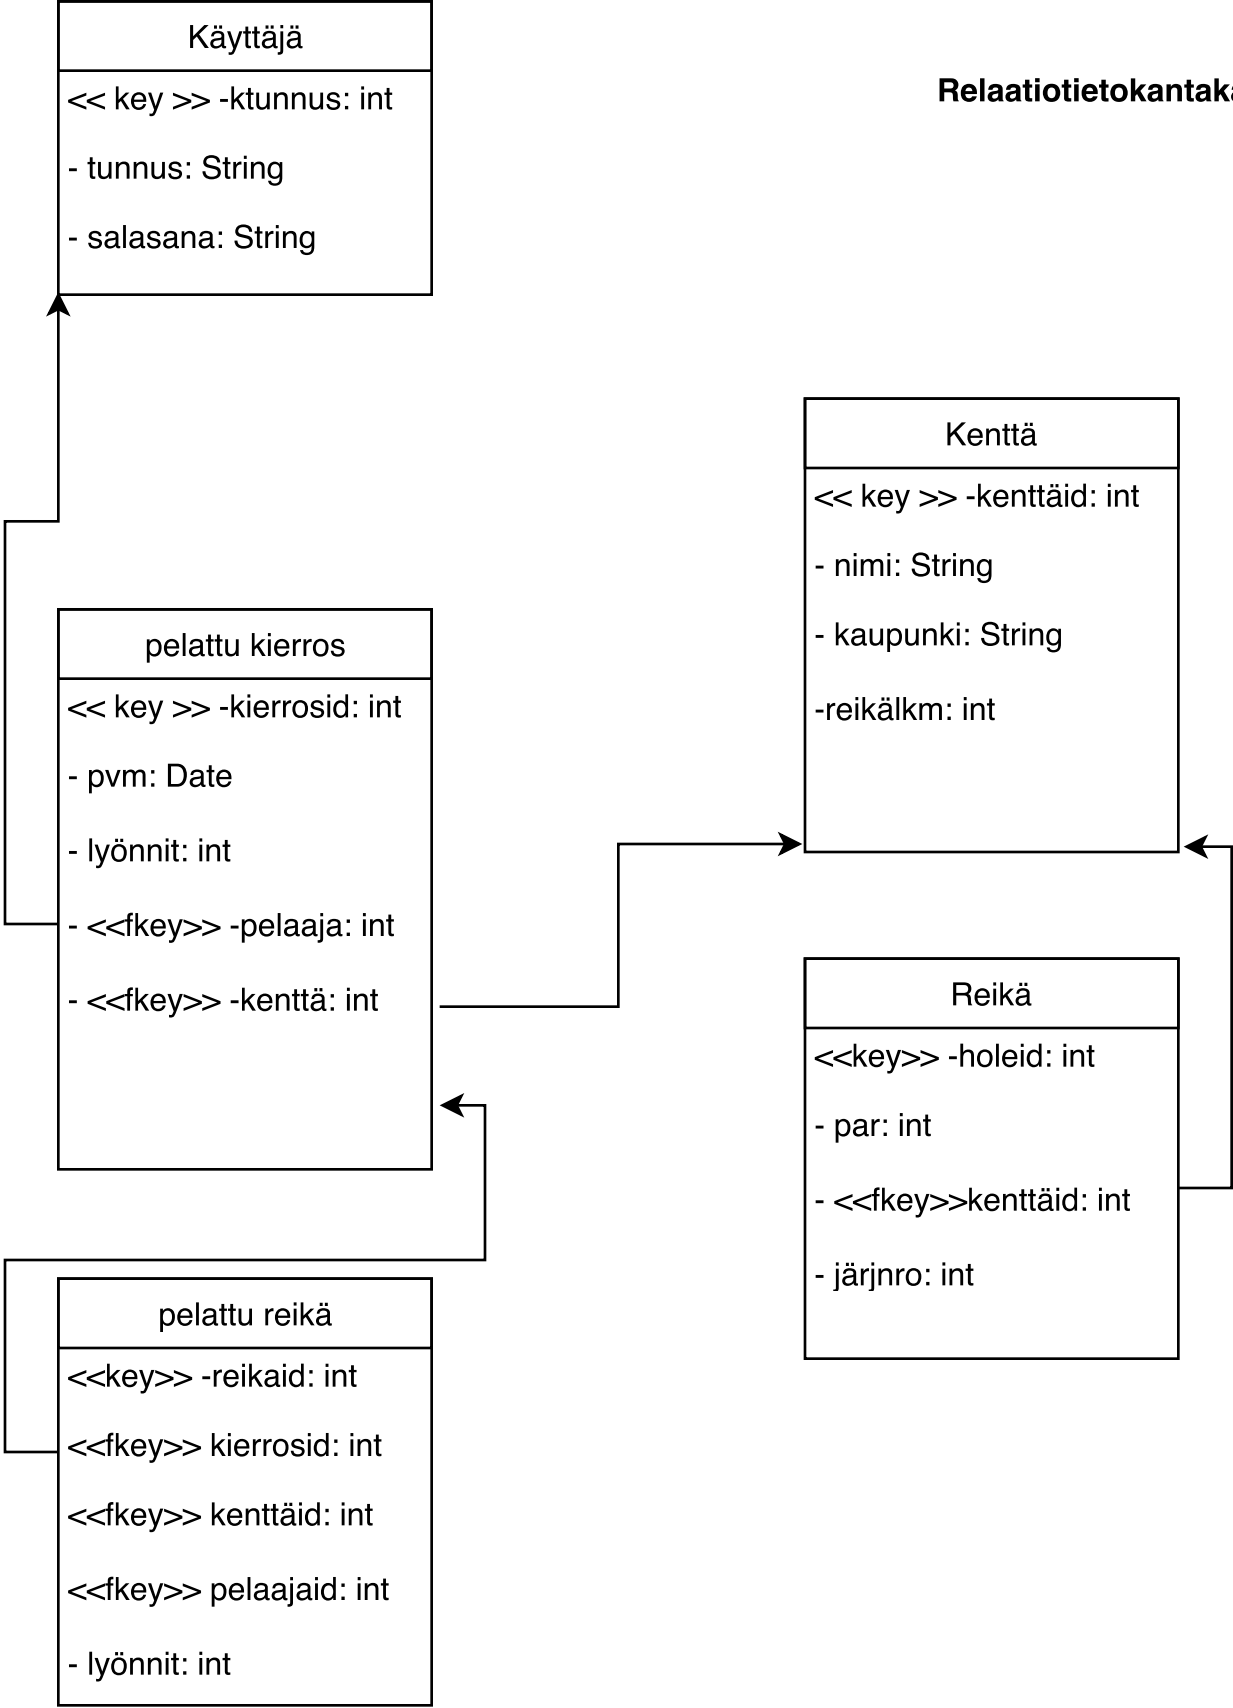 Käyttäjä
<< key >> -ktunnus: int
- tunnus: String
- salasana: String
Relaatiotietokantaka
Kenttä
<< key >> -kenttäid: int
- nimi: String
- kaupunki: String
-reikälkm: int
pelattu kierros
<< key >> -kierrosid: int
- pvm: Date
- lyönnit: int
- <<fkey>> -pelaaja: int
- <<fkey>> -kenttä: int
Reikä
<<key>> -holeid: int
- par: int
- <<fkey>>kenttäid: int
- järjnro: int
pelattu reikä
<<key>> -reikaid: int
<<fkey>> kierrosid: int
<<fkey>> kenttäid: int
<<fkey>> pelaajaid: int
- lyönnit: int